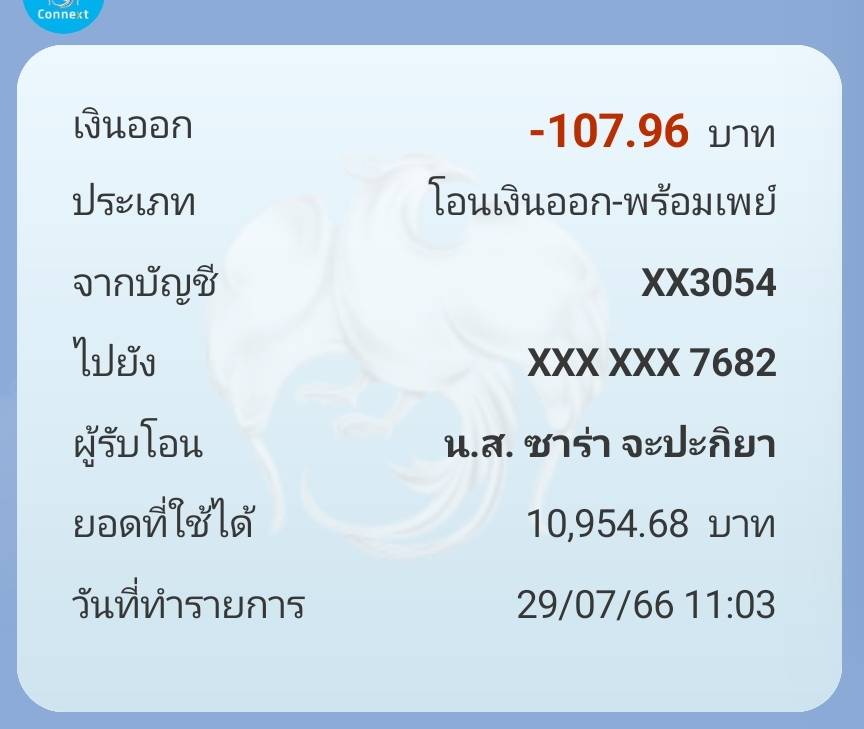 Connext
เงินออก -107.96 บาท
ประเภท โอนเงินออก-พร้อมเพย์
จากบัญชี XX3054
ไปยัง XXX XXX 7682
ผู้รับโอน น.ส. ซาร่า จะปะกิยา
ยอดที่ใช้ได้ 10,954.68 บาท
วันที่ทำรายการ 29/07/66 11:03